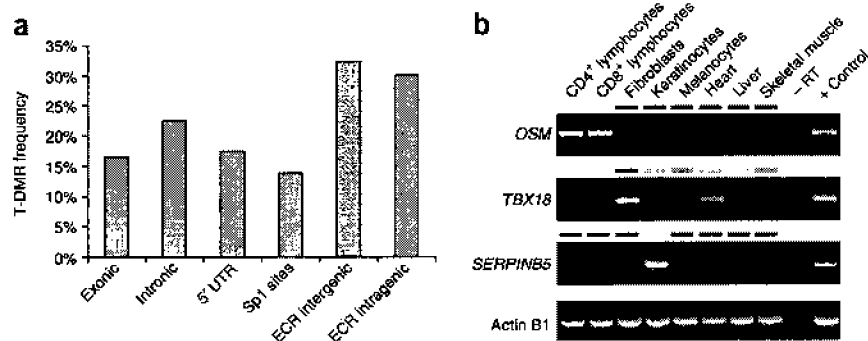 a
35%
30%
25%
20%
15%
10%
5%
0%
T-DMR frequency
Exonic
Intronic
5′ UTR
Sp1 sites
ECR intergenic
ECR intragenic
b
CD4⁺ lymphocytes
CD8⁺ lymphocytes
Fibroblasts
Keratinocytes
Melanocytes
Heart
Liver
Skeletal muscle
– RT
+ Control
OSM
TBX18
SERPINB5
Actin B1